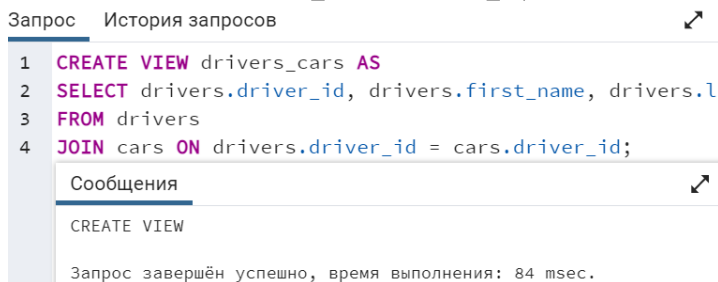 Запрос История запросов
1 CREATE VIEW drivers_cars AS
2 SELECT drivers.driver_id, drivers.first_name, drivers.l
3 FROM drivers
4 JOIN cars ON drivers.driver_id = cars.driver_id;
Сообщения
CREATE VIEW
Запрос завершён успешно, время выполнения: 84 msec.